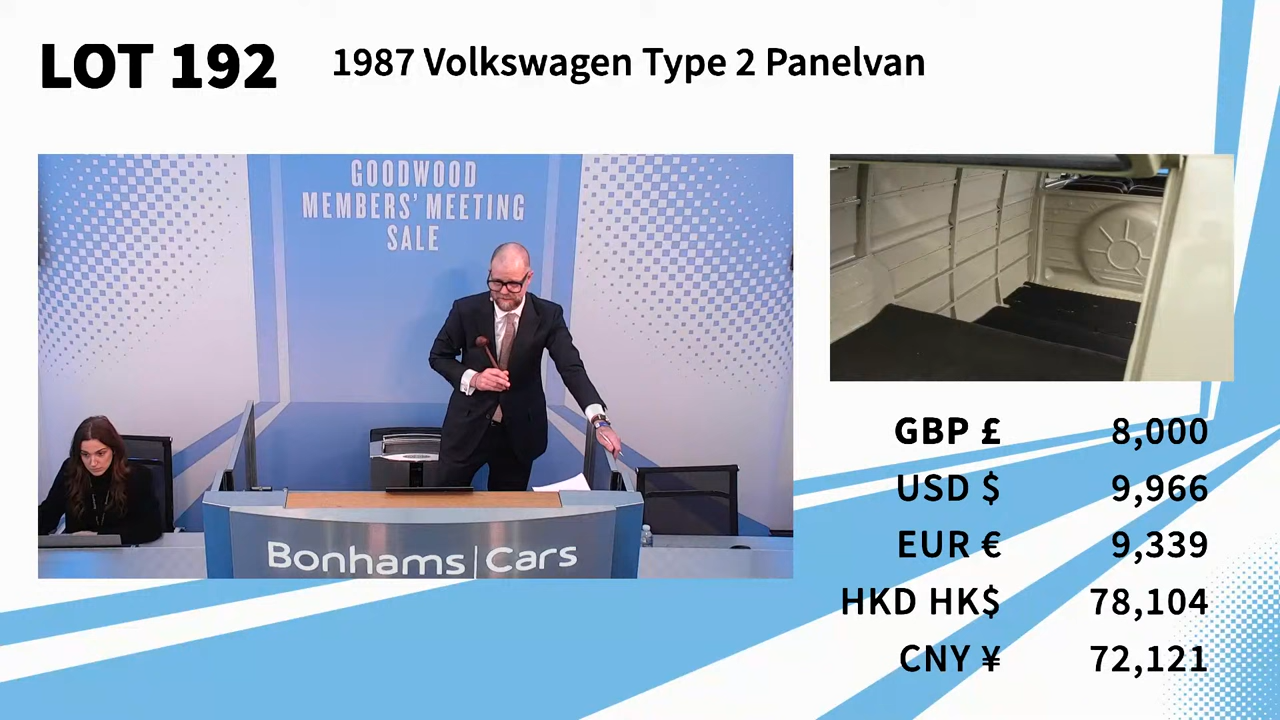 LOT 192
1987 Volkswagen Type 2 Panelvan
GOODWOOD
MEMBERS' MEETING
SALE
Bonhams|Cars
GBP £ 8,000
USD $ 9,966
EUR € 9,339
HKD HK$ 78,104
CNY ¥ 72,121